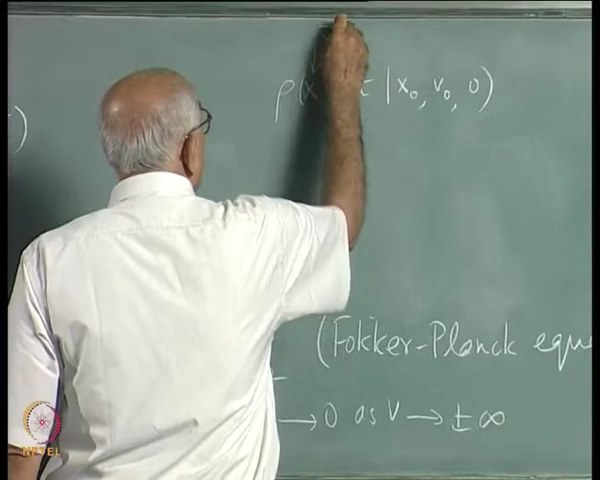 )
ρ(x t | x₀, v₀, 0)
(Fokker-Planck equ
→ 0 as v → ± ∞
NPTEL